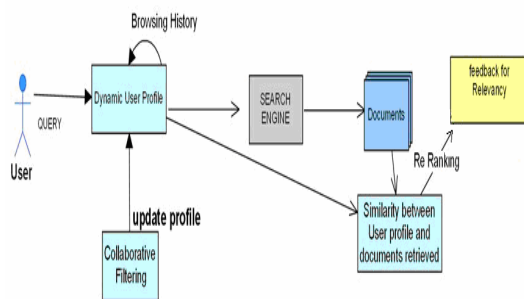 Browsing History
Dynamic User Profile
QUERY
User
SEARCH
ENGINE
Documents
feedback for
Relevancy
Re Ranking
update profile
Collaborative
Filtering
Similarity between
User profile and
documents retrieved